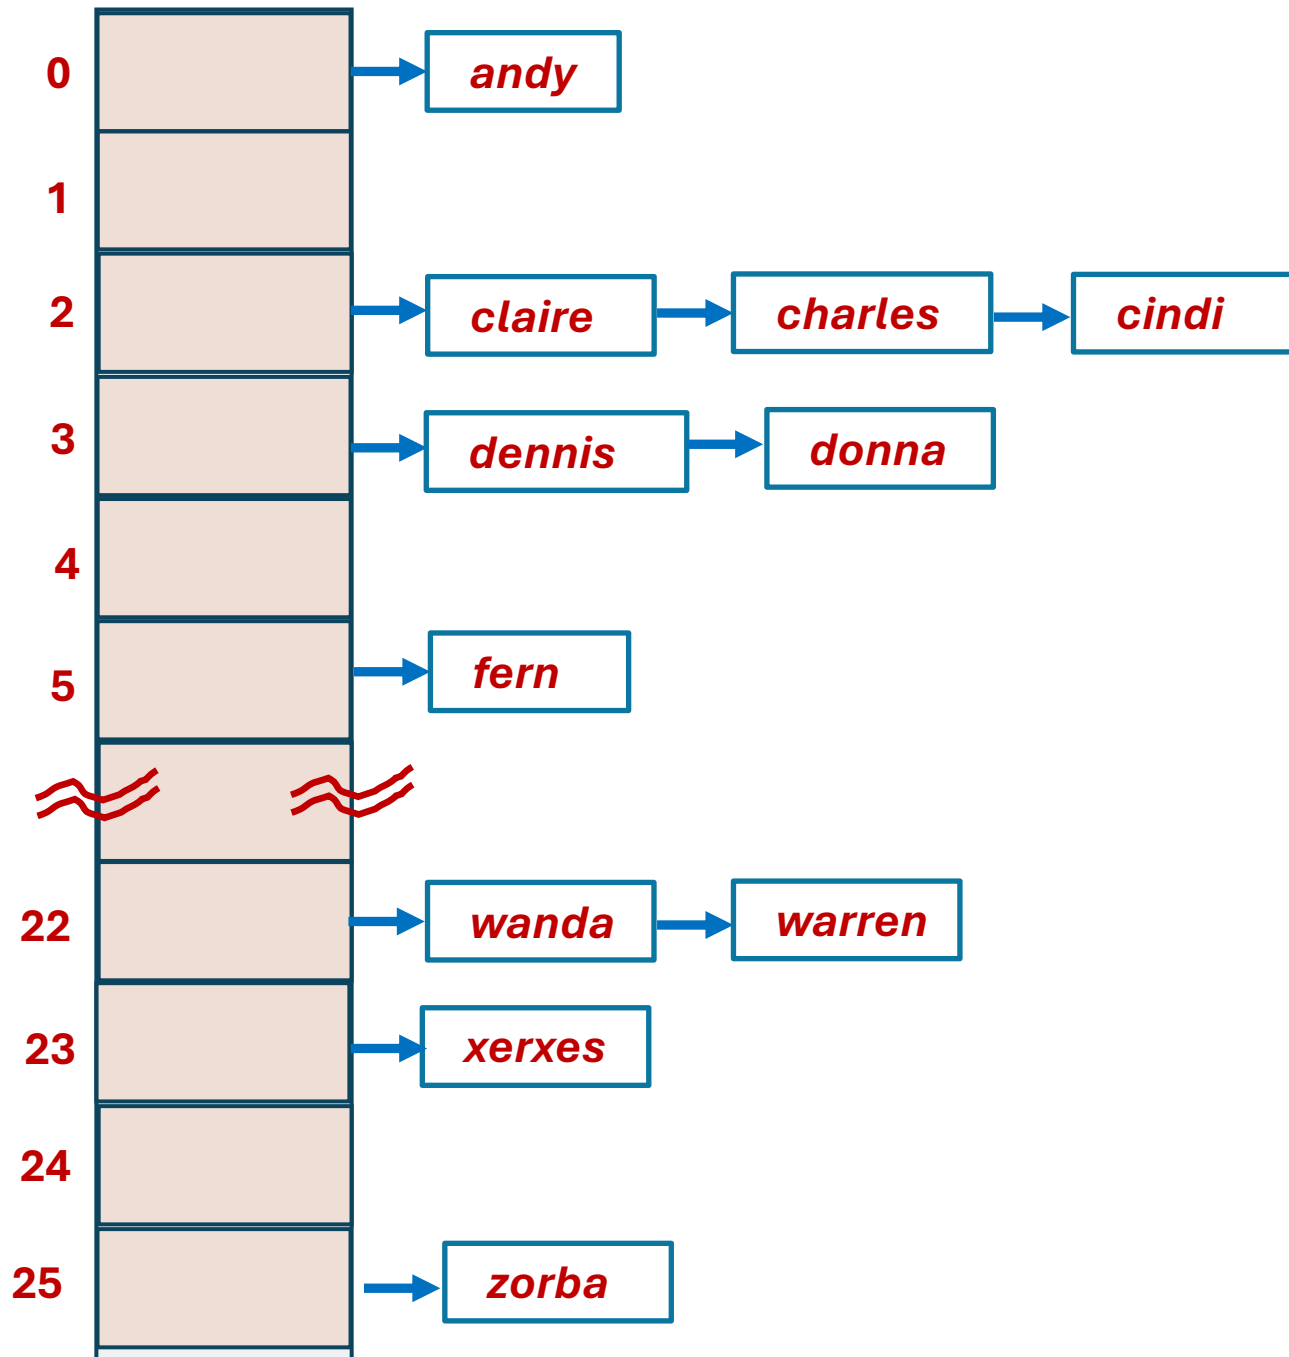 0 andy
1
2 claire charles cindi
3 dennis donna
4
5 fern
22 wanda warren
23 xerxes
24
25 zorba